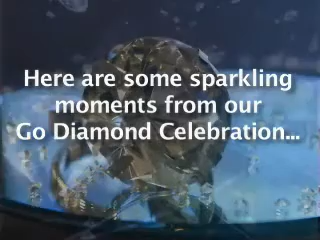 Here are some sparkling
moments from our
Go Diamond Celebration...